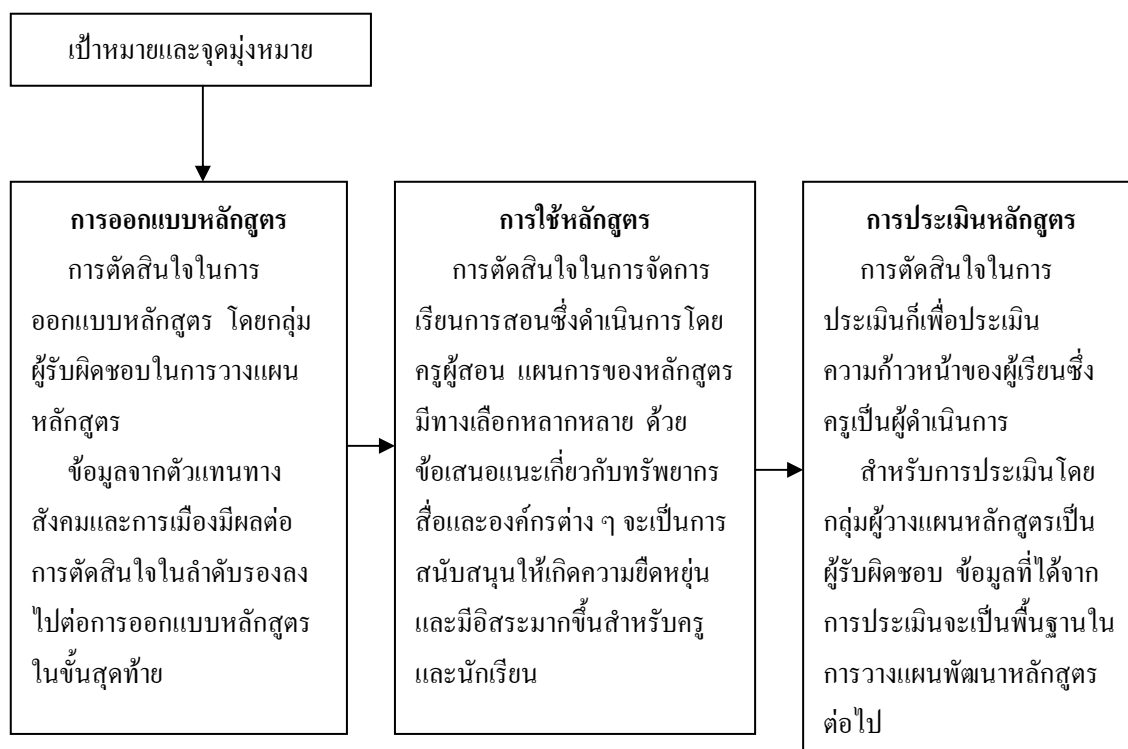 เป้าหมายและจุดมุ่งหมาย
การออกแบบหลักสูตร
การตัดสินใจในการ
ออกแบบหลักสูตร โดยกลุ่ม
ผู้รับผิดชอบในการวางแผน
หลักสูตร
ข้อมูลจากตัวแทนทาง
สังคมและการเมืองมีผลต่อ
การตัดสินใจในลำดับรองลง
ไปต่อการออกแบบหลักสูตร
ในขั้นสุดท้าย
การใช้หลักสูตร
การตัดสินใจในการจัดการ
เรียนการสอนซึ่งดำเนินการโดย
ครูผู้สอน แผนการของหลักสูตร
มีทางเลือกหลากหลาย ด้วย
ข้อเสนอแนะเกี่ยวกับทรัพยากร
สื่อและองค์กรต่าง ๆ จะเป็นการ
สนับสนุนให้เกิดความยืดหยุ่น
และมีอิสระมากขึ้นสำหรับครู
และนักเรียน
การประเมินหลักสูตร
การตัดสินใจในการ
ประเมินก็เพื่อประเมิน
ความก้าวหน้าของผู้เรียนซึ่ง
ครูเป็นผู้ดำเนินการ
สำหรับการประเมินโดย
กลุ่มผู้วางแผนหลักสูตรเป็น
ผู้รับผิดชอบ ข้อมูลที่ได้จาก
การประเมินจะเป็นพื้นฐานใน
การวางแผนพัฒนาหลักสูตร
ต่อไป